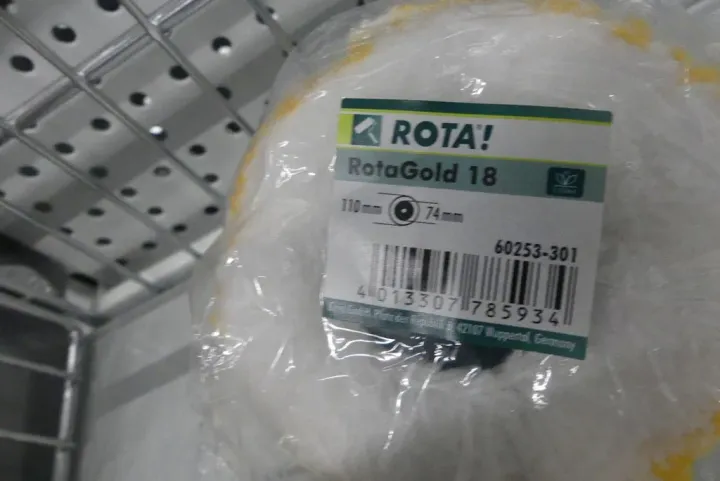 ROTA!
RotaGold 18
110mm 74mm
60253-301
4 013307 785934
42107 Wuppertal, Germany